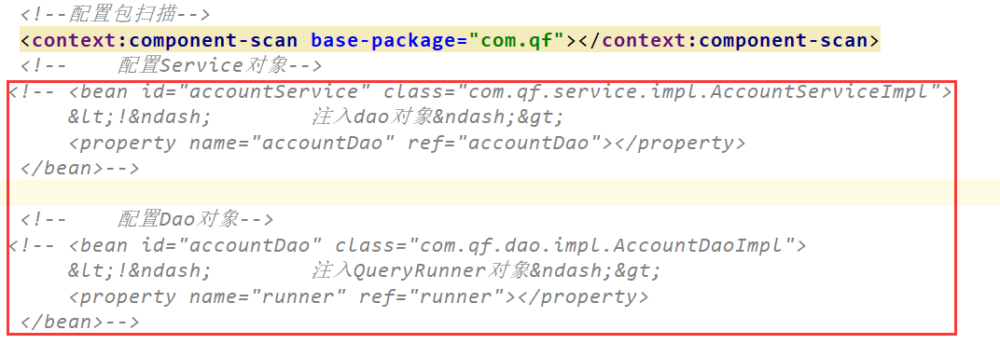 <!--配置包扫描-->
<context:component-scan base-package="com.qf"></context:component-scan>
<!--    配置Service对象-->
<!-- <bean id="accountService" class="com.qf.service.impl.AccountServiceImpl">
&lt;!&ndash;        注入dao对象&ndash;&gt;
<property name="accountDao" ref="accountDao"></property>
</bean>-->
<!--    配置Dao对象-->
<!-- <bean id="accountDao" class="com.qf.dao.impl.AccountDaoImpl">
&lt;!&ndash;        注入QueryRunner对象&ndash;&gt;
<property name="runner" ref="runner"></property>
</bean>-->